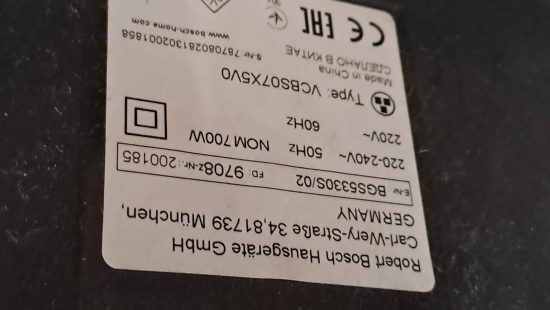 Robert Bosch Hausgeräte GmbH
Carl-Wery-Straße 34,81739 München,
GERMANY
E-Nr BGS5330S/02 FD: 9708 Z-Nr.:200185
220-240V~ 50Hz NOM700W
220V~ 60Hz
Type: VCBS07X5V0
Made in China
СДЕЛАНО В КИТАЕ
S-Nr 787080281302001858
www.bosch-home.com
CE EAC